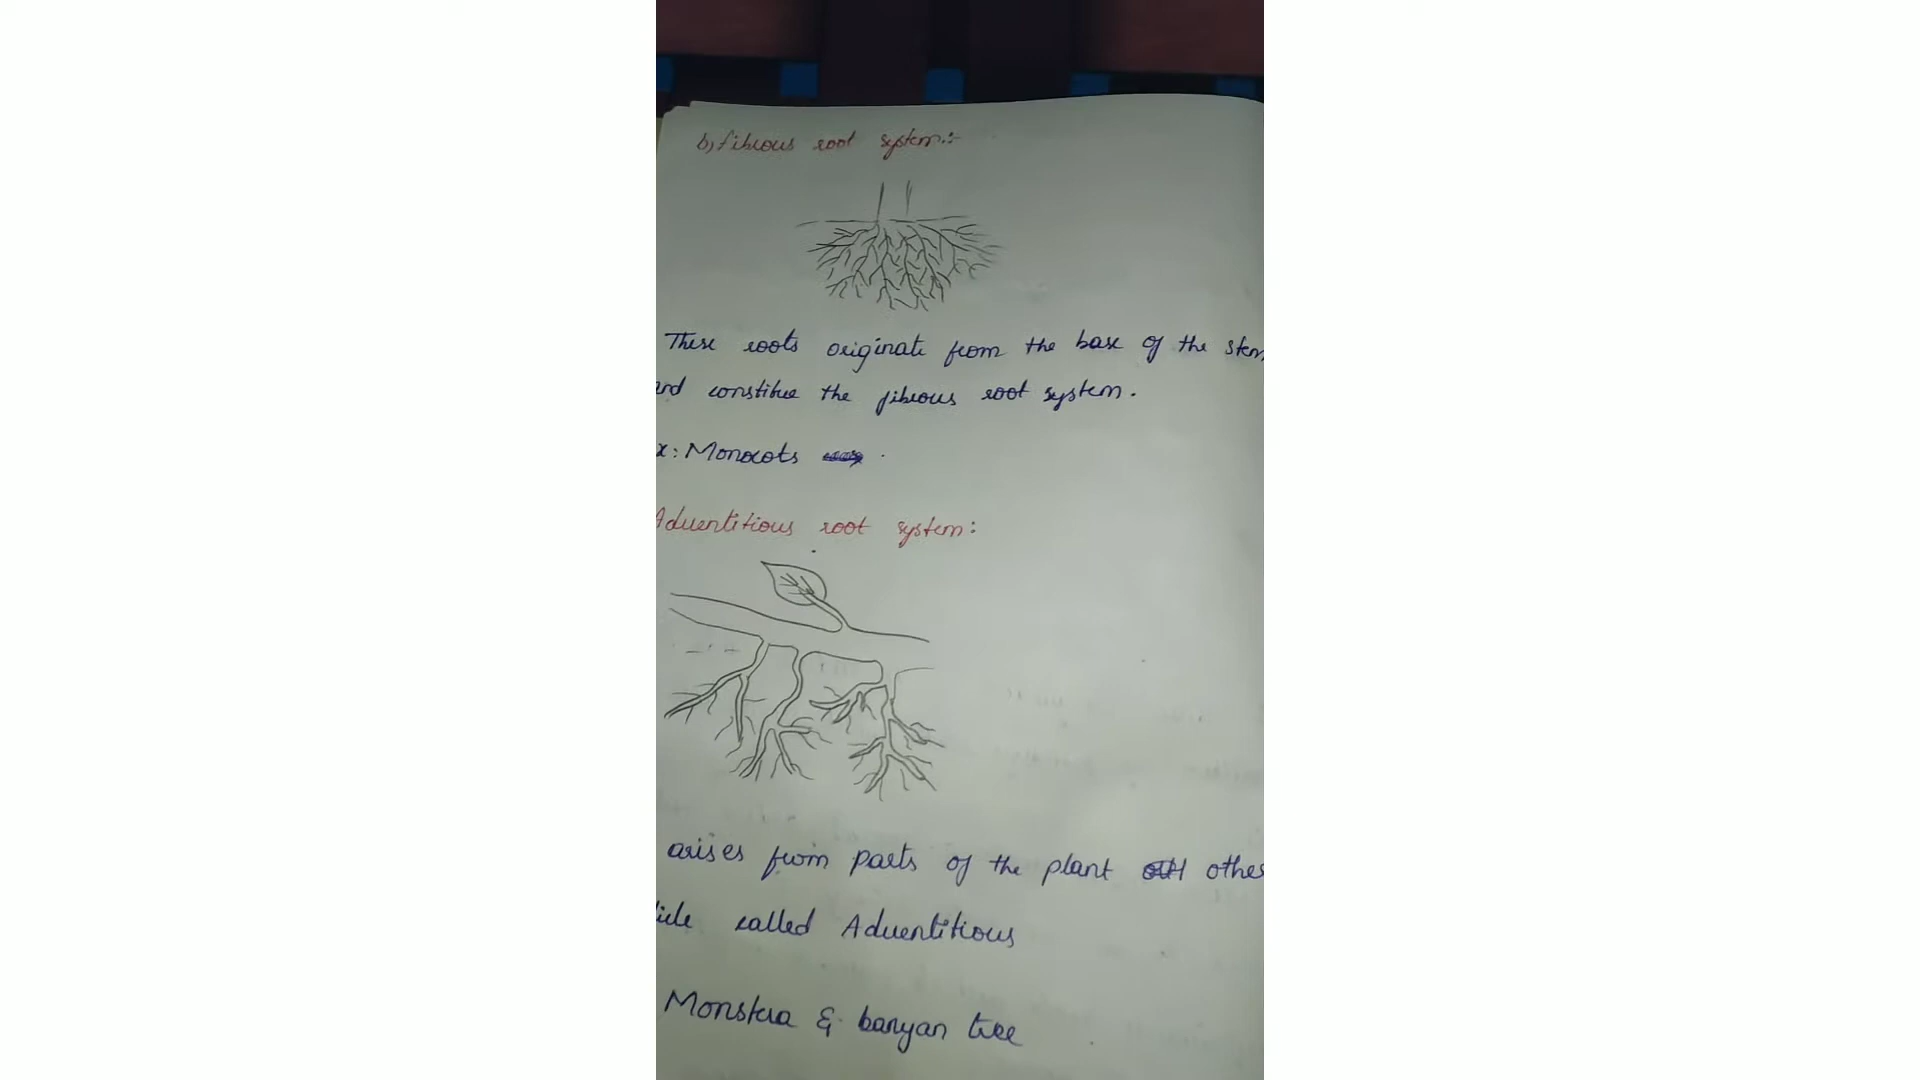 b) fibrous root system:-
These roots originate from the base of the stem
and constitue the fibrous root system.
x: Monocots
Adventitious root system:
arises from parts of the plant other
icle called Adventitious
Monstera & banyan tree